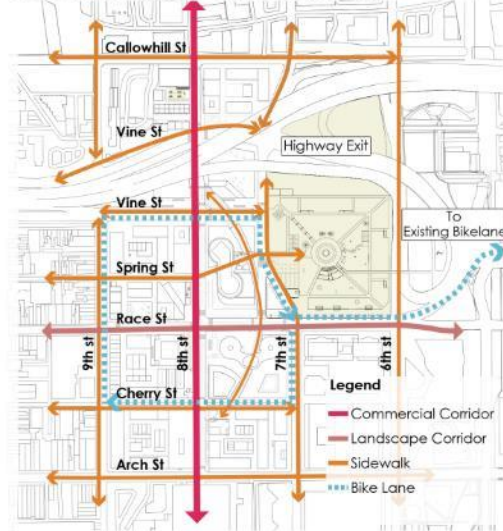 Callowhill St
Vine St
Highway Exit
Vine St
To
Existing Bikelane
Spring St
Race St
9th st
8th st
7th st
6th st
Cherry St
Arch St
Legend
Commercial Corridor
Landscape Corridor
Sidewalk
Bike Lane